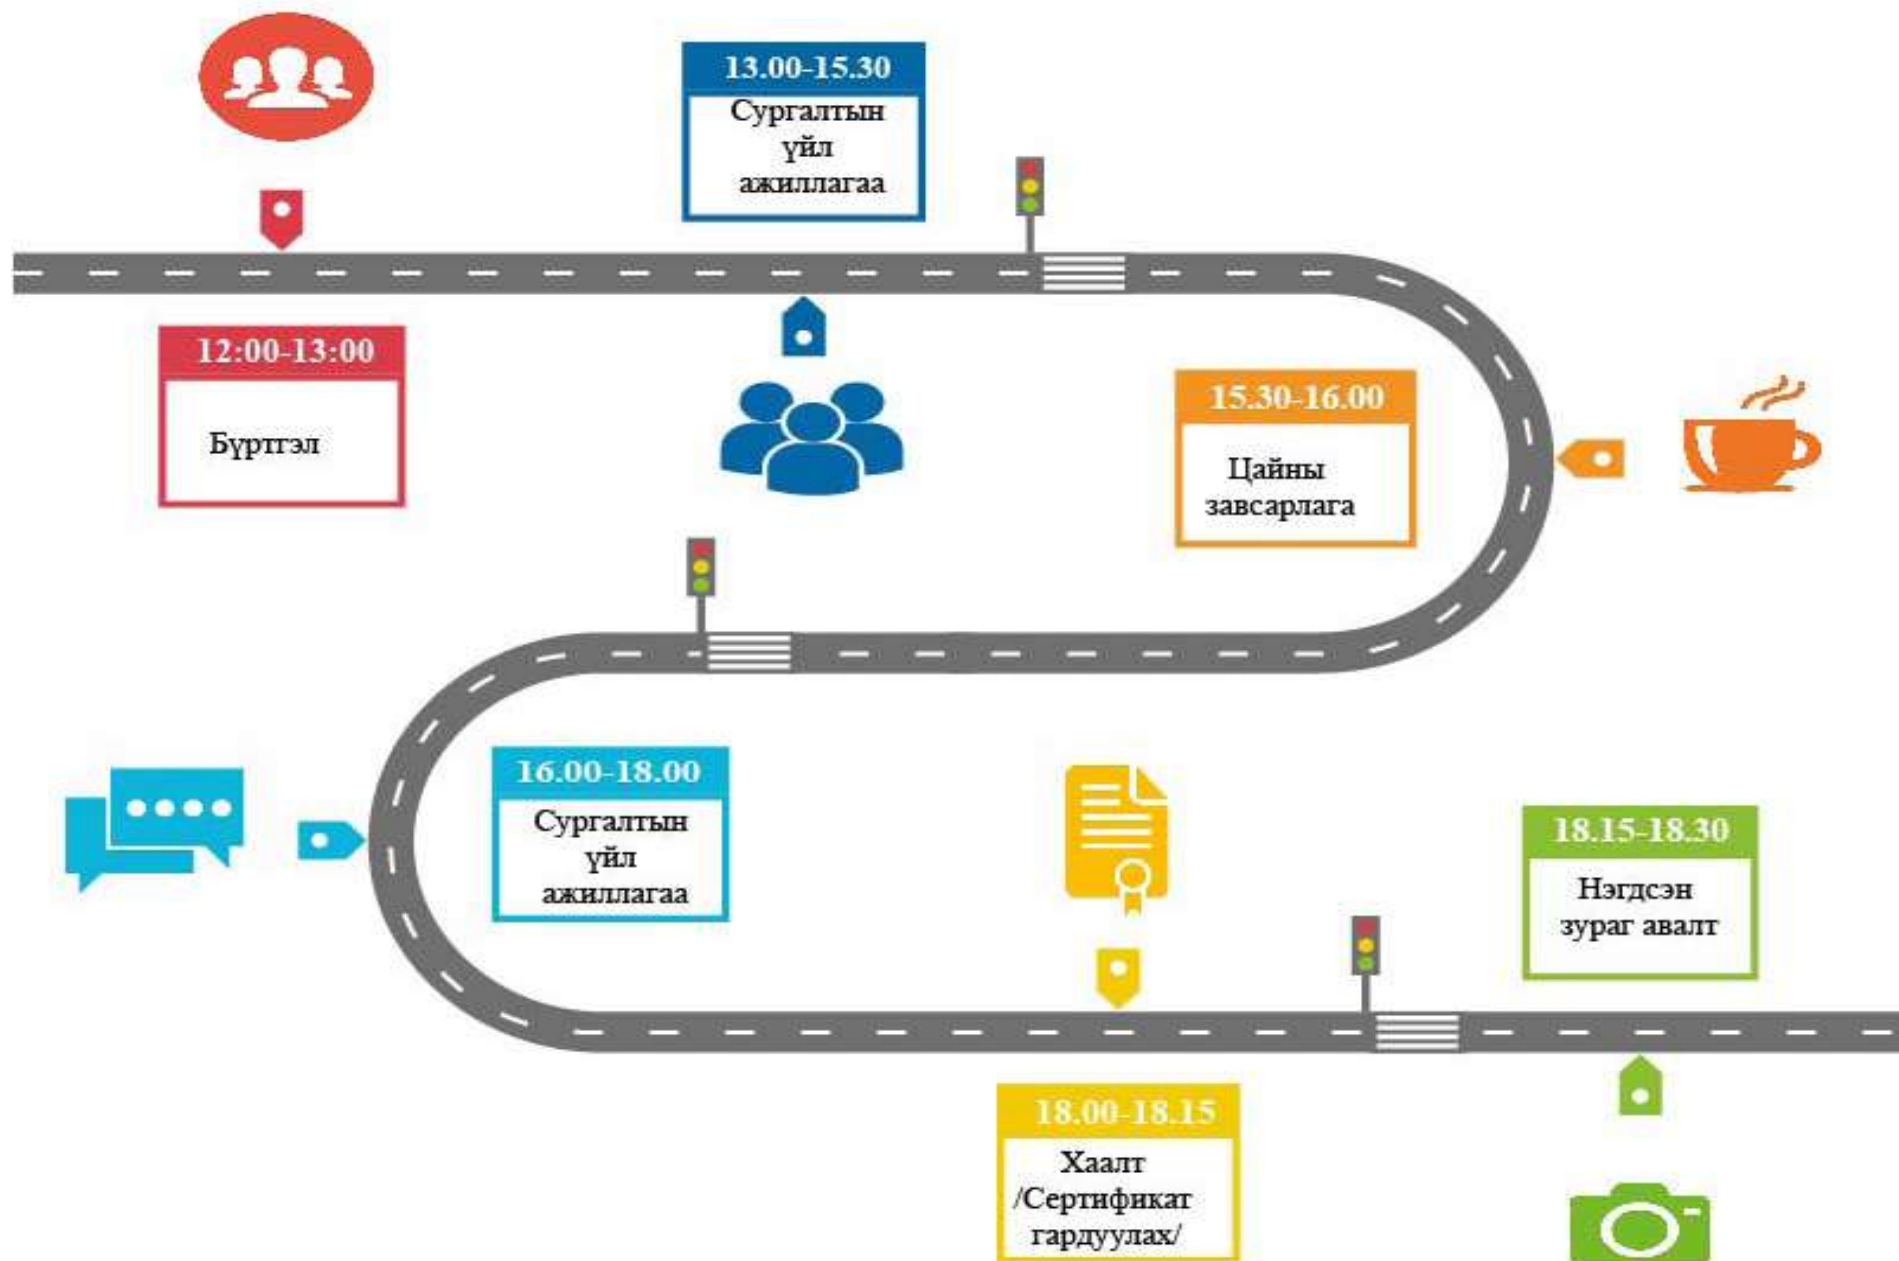 12:00-13:00
Бүртгэл
13.00-15.30
Сургалтын
үйл
ажиллагаа
15.30-16.00
Цайны
завсарлага
16.00-18.00
Сургалтын
үйл
ажиллагаа
18.00-18.15
Хаалт
/Сертификат
гардуулах/
18.15-18.30
Нэгдсэн
зураг авалт